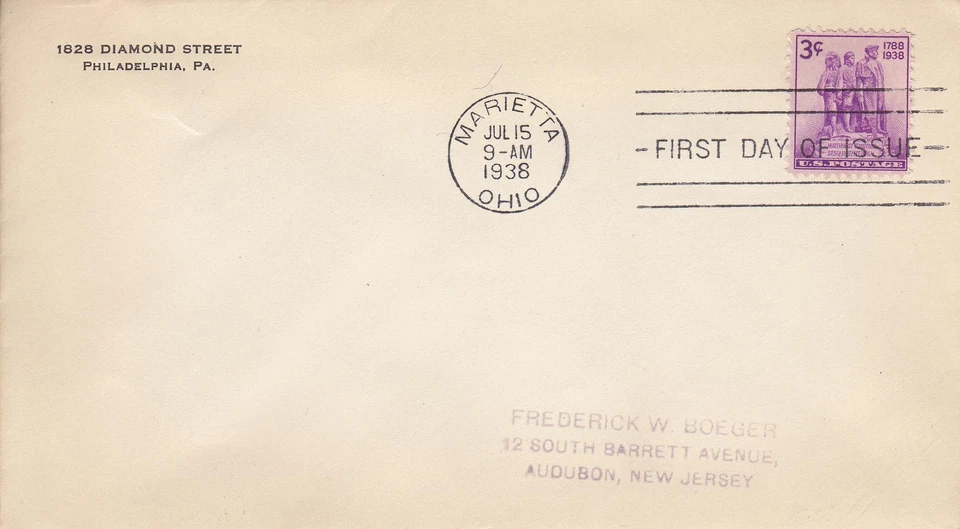 1828 DIAMOND STREET
PHILADELPHIA, PA.
MARIETTA
JUL 15
9-AM
1938
OHIO
3¢
1788
1938
FIRST DAY OF ISSUE
U.S. POSTAGE
FREDERICK W. BOEGER
12 SOUTH BARRETT AVENUE,
AUDUBON, NEW JERSEY